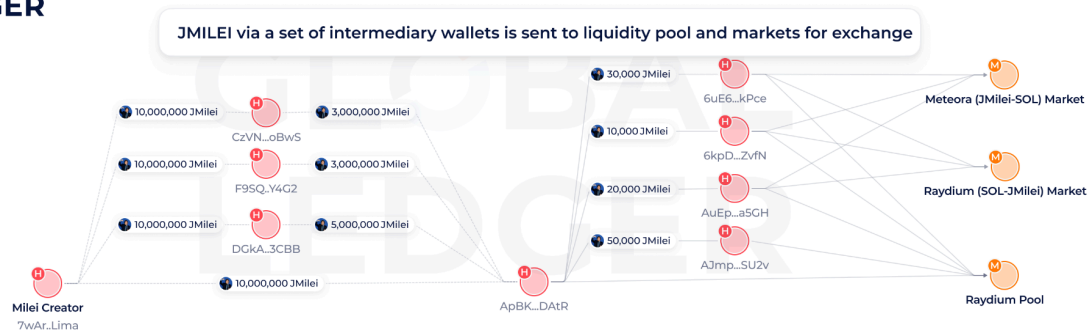 GER
JMILEI via a set of intermediary wallets is sent to liquidity pool and markets for exchange
GLOBAL
LEDGER
H
Milei Creator
7wAr..Lima
10,000,000 JMilei
H
CzVN...oBwS
3,000,000 JMilei
10,000,000 JMilei
H
F9SQ..Y4G2
3,000,000 JMilei
10,000,000 JMilei
H
DGkA..3CBB
5,000,000 JMilei
10,000,000 JMilei
H
ApBK...DAtR
30,000 JMilei
H
6uE6...kPce
10,000 JMilei
H
6kpD...ZvfN
20,000 JMilei
H
AuEp...a5GH
50,000 JMilei
H
AJmp...SU2v
M
Meteora (JMilei-SOL) Market
M
Raydium (SOL-JMilei) Market
M
Raydium Pool